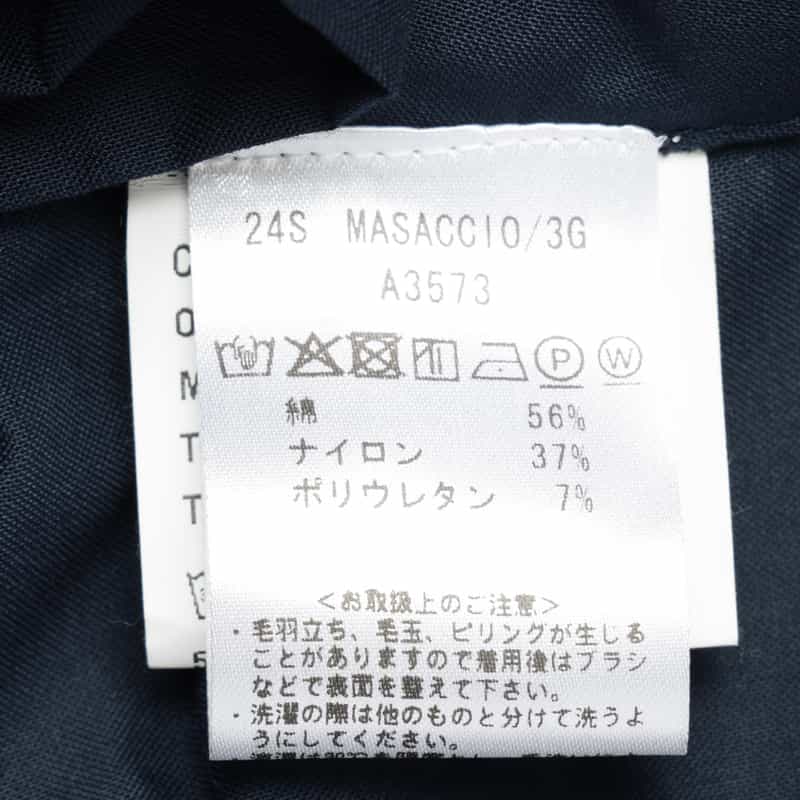 24S MASACCIO/3G
A3573
P W
綿 56%
ナイロン 37%
ポリウレタン 7%
<お取扱上のご注意>
・毛羽立ち、毛玉、ピリングが生じる
ことがありますので着用後はブラシ
などで表面を整えて下さい。
・洗濯の際は他のものと分けて洗うよ
うにしてください。
C
O
M
T
T
5